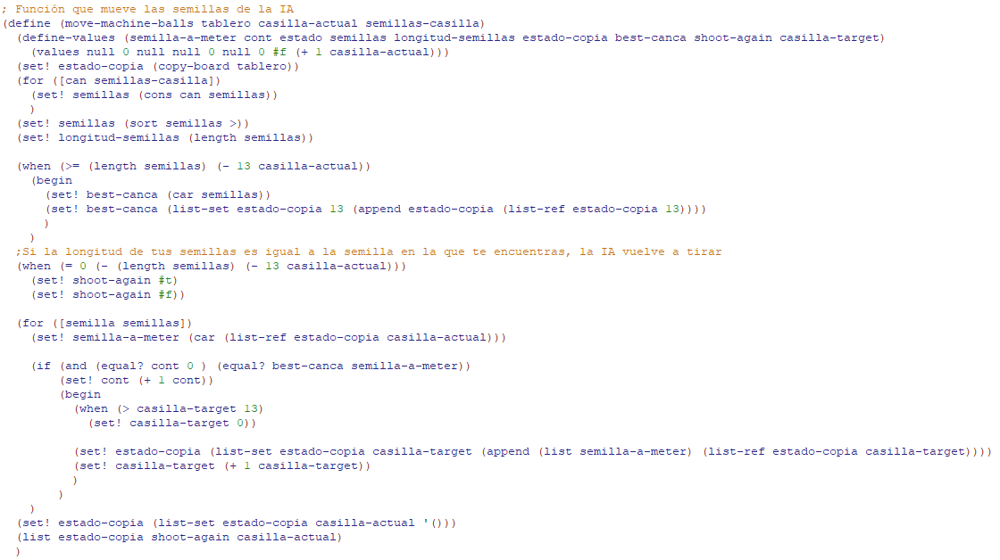 ; Función que mueve las semillas de la IA
(define (move-machine-balls tablero casilla-actual semillas-casilla)
  (define-values (semilla-a-meter cont estado semillas longitud-semillas estado-copia best-canca shoot-again casilla-target)
    (values null 0 null null 0 null 0 #f (+ 1 casilla-actual)))
  (set! estado-copia (copy-board tablero))
  (for ([can semillas-casilla])
    (set! semillas (cons can semillas))
    )
  (set! semillas (sort semillas >))
  (set! longitud-semillas (length semillas))

  (when (>= (length semillas) (- 13 casilla-actual))
    (begin
      (set! best-canca (car semillas))
      (set! best-canca (list-set estado-copia 13 (append estado-copia (list-ref estado-copia 13))))
      )
    )
  ;Si la longitud de tus semillas es igual a la semilla en la que te encuentras, la IA vuelve a tirar
  (when (= 0 (- (length semillas) (- 13 casilla-actual)))
    (set! shoot-again #t)
    (set! shoot-again #f))

  (for ([semilla semillas])
    (set! semilla-a-meter (car (list-ref estado-copia casilla-actual)))

    (if (and (equal? cont 0 ) (equal? best-canca semilla-a-meter))
        (set! cont (+ 1 cont))
        (begin
          (when (> casilla-target 13)
            (set! casilla-target 0))

          (set! estado-copia (list-set estado-copia casilla-target (append (list semilla-a-meter) (list-ref estado-copia casilla-target))))
          (set! casilla-target (+ 1 casilla-target))
          )
        )
    )
  (set! estado-copia (list-set estado-copia casilla-actual '()))
  (list estado-copia shoot-again casilla-actual)
  )